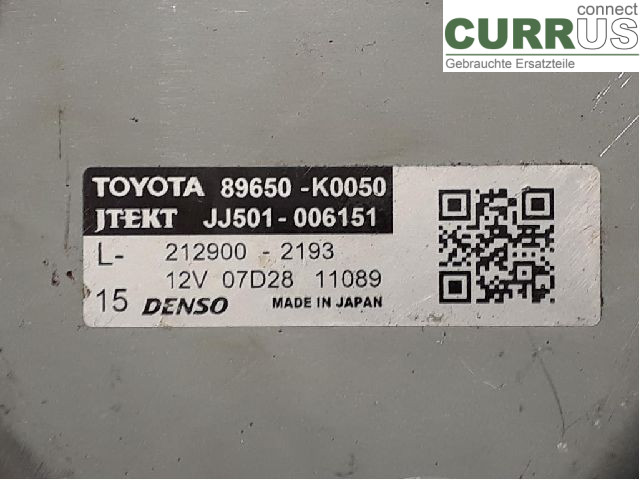 connect
CURRUS
Gebrauchte Ersatzteile
TOYOTA 89650 -K0050
JTEKT JJ501-006151
L- 212900 - 2193
12V 07D28 11089
15 DENSO MADE IN JAPAN